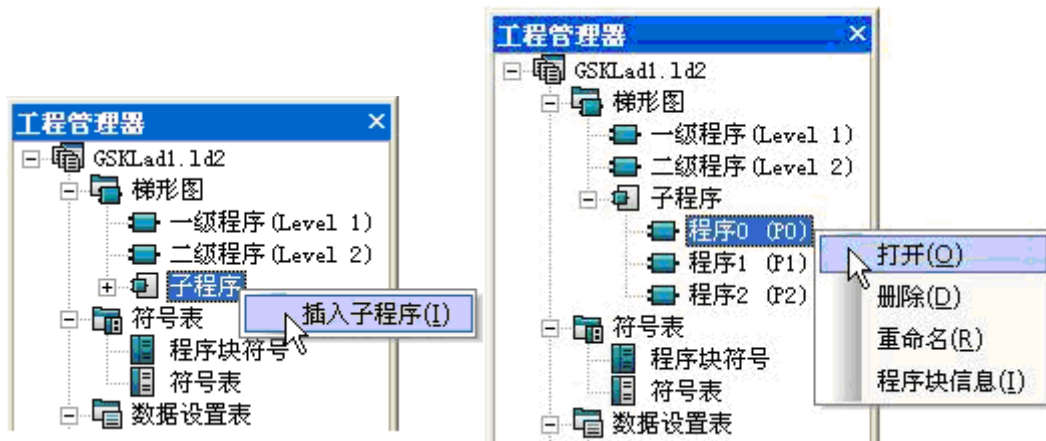 工程管理器
GSKLad1.ld2
梯形图
一级程序(Level 1)
二级程序(Level 2)
子程序
插入子程序(I)
符号表
程序块符号
符号表
数据设置表
工程管理器
GSKLad1.ld2
梯形图
一级程序(Level 1)
二级程序(Level 2)
子程序
程序0 (P0)
程序1 (P1)
程序2 (P2)
打开(O)
删除(D)
重命名(R)
程序块信息(I)
符号表
程序块符号
符号表
数据设置表